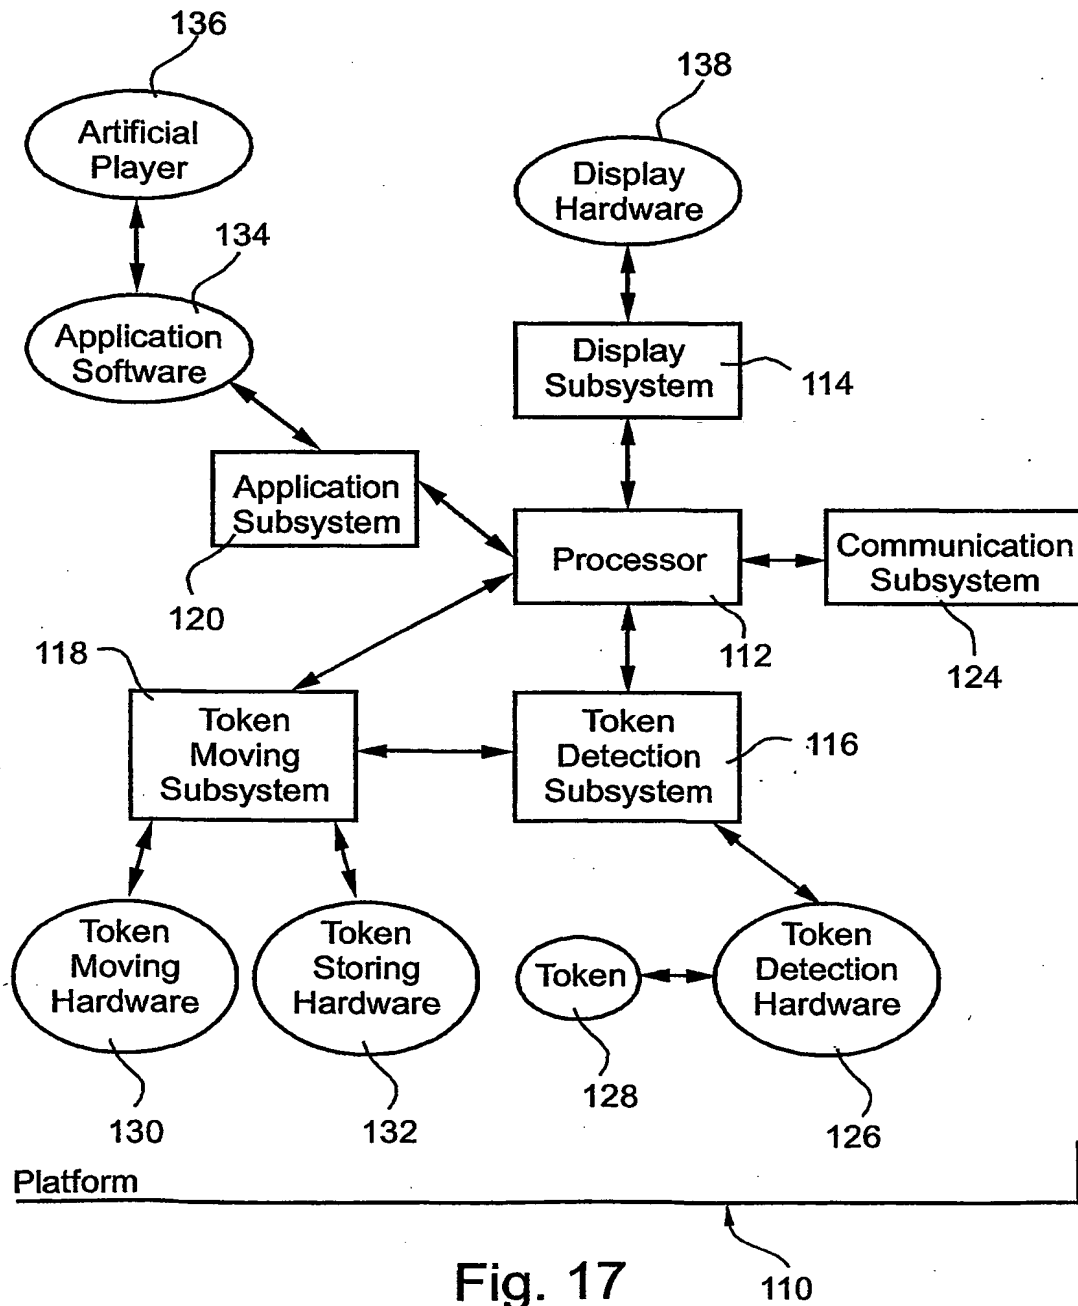 136
Artificial
Player
138
Display
Hardware
134
Application
Software
Display
Subsystem
114
Application
Subsystem
120
Processor
112
Communication
Subsystem
124
118
Token
Moving
Subsystem
Token
Detection
Subsystem
116
Token
Moving
Hardware
130
Token
Storing
Hardware
132
Token
128
Token
Detection
Hardware
126
Platform
110
Fig. 17